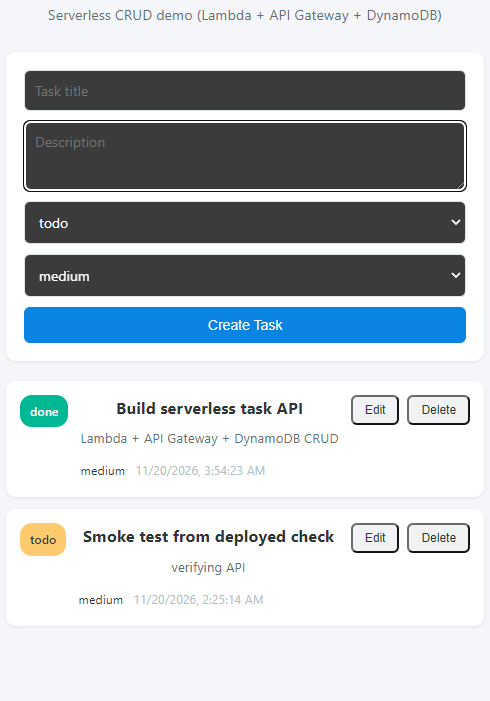 Serverless CRUD demo (Lambda + API Gateway + DynamoDB)
Task title
Description
todo
medium
Create Task
done
Build serverless task API
Edit
Delete
Lambda + API Gateway + DynamoDB CRUD
medium 11/20/2026, 3:54:23 AM
todo
Smoke test from deployed check
Edit
Delete
verifying API
medium 11/20/2026, 2:25:14 AM